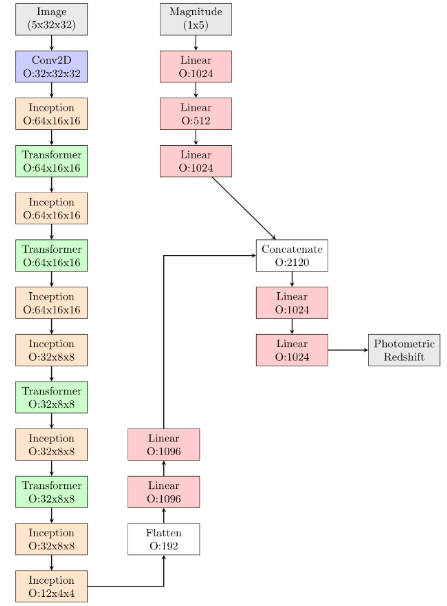 Image
(5x32x32)
Conv2D
O:32x32x32
Inception
O:64x16x16
Transformer
O:64x16x16
Inception
O:64x16x16
Transformer
O:64x16x16
Inception
O:64x16x16
Inception
O:32x8x8
Transformer
O:32x8x8
Inception
O:32x8x8
Transformer
O:32x8x8
Inception
O:32x8x8
Inception
O:12x4x4
Flatten
O:192
Linear
O:1096
Linear
O:1096
Magnitude
(1x5)
Linear
O:1024
Linear
O:512
Linear
O:1024
Concatenate
O:2120
Linear
O:1024
Linear
O:1024
Photometric
Redshift